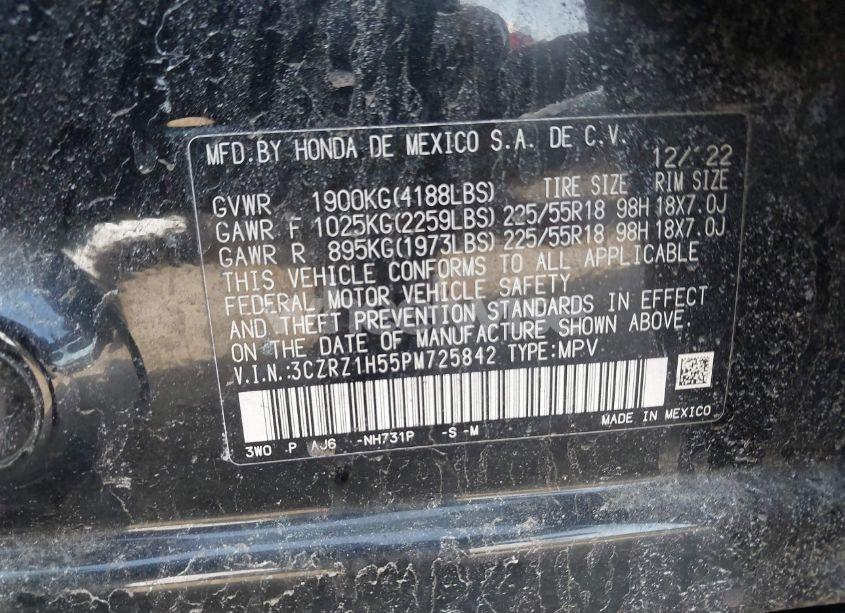 MFD.BY HONDA DE MEXICO S.A. DE C.V. 12/'22
GVWR 1900KG(4188LBS) TIRE SIZE RIM SIZE
GAWR F 1025KG(2259LBS) 225/55R18 98H 18X7.0J
GAWR R 895KG(1973LBS) 225/55R18 98H 18X7.0J
THIS VEHICLE CONFORMS TO ALL APPLICABLE
FEDERAL MOTOR VEHICLE SAFETY
AND THEFT PREVENTION STANDARDS IN EFFECT
ON THE DATE OF MANUFACTURE SHOWN ABOVE.
V.I.N.:3CZRZ1H55PM725842 TYPE:MPV
3W0 .P AJ6 -NH731P -S -M MADE IN MEXICO